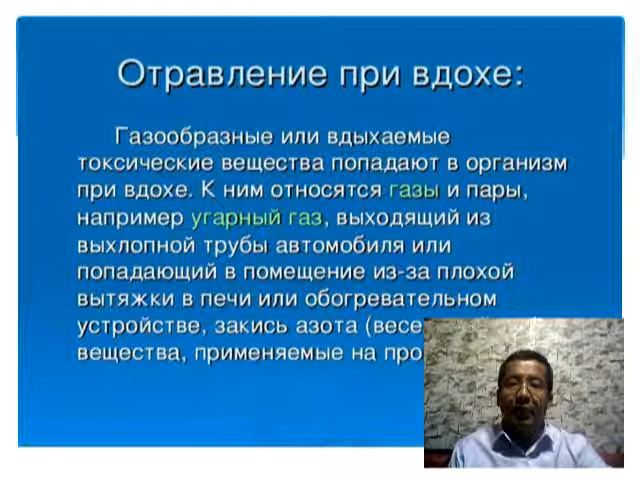 Отравление при вдохе:
Газообразные или вдыхаемые
токсические вещества попадают в организм
при вдохе. К ним относятся газы и пары,
например угарный газ, выходящий из
выхлопной трубы автомобиля или
попадающий в помещение из-за плохой
вытяжки в печи или обогревательном
устройстве, закись азота
вещества, применяемые на